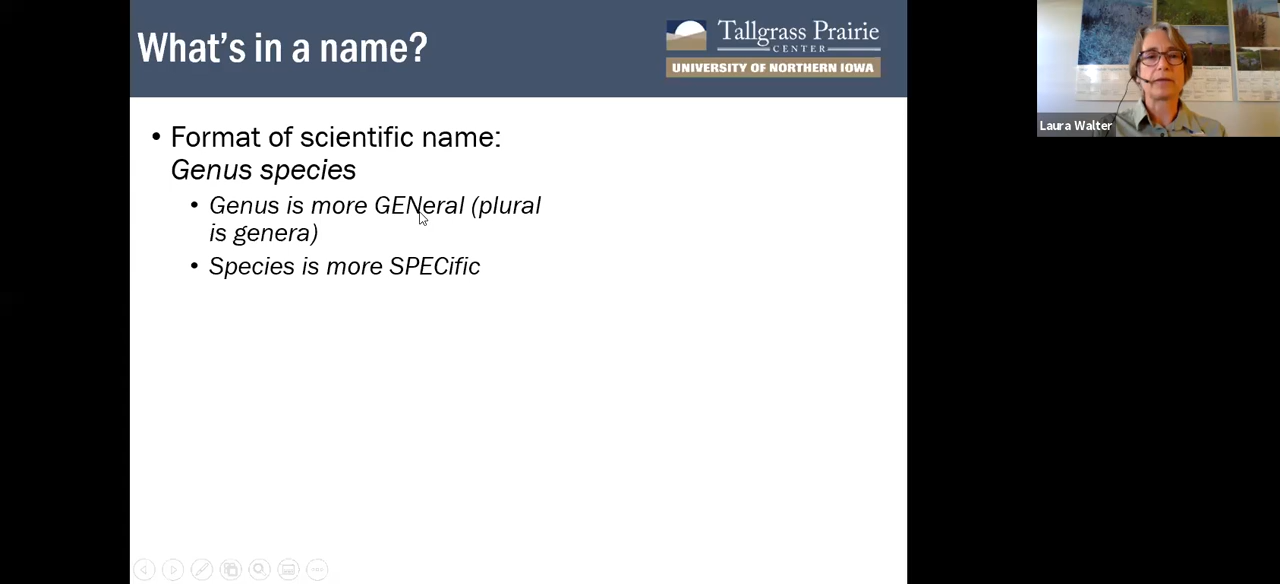 What's in a name?
Tallgrass Prairie
CENTER
UNIVERSITY OF NORTHERN IOWA
• Format of scientific name:
Genus species
• Genus is more GENeral (plural
is genera)
• Species is more SPECific
Laura Walter